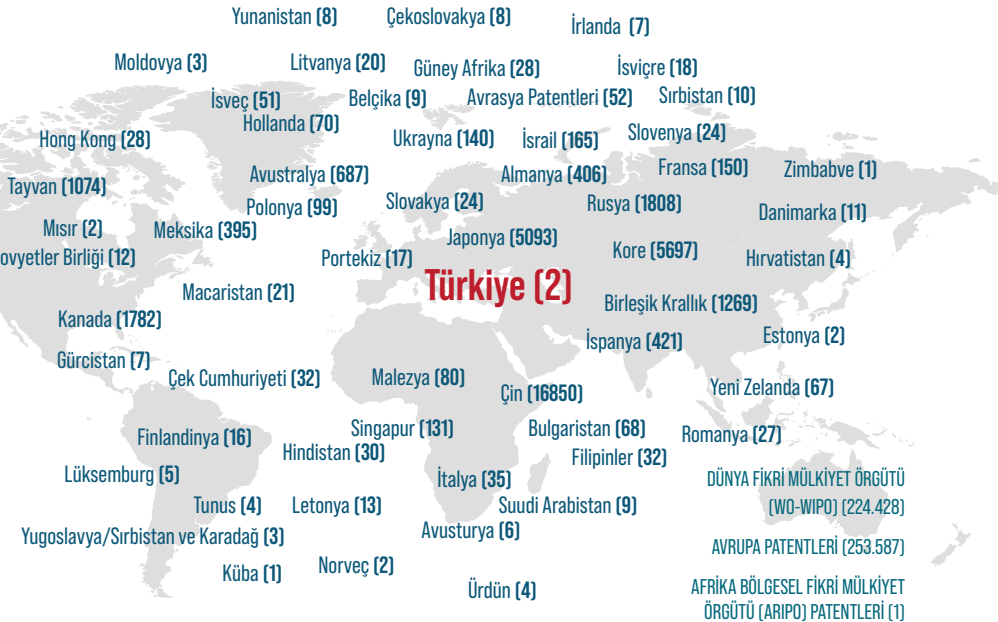 Yunanistan (8)
Çekoslovakya (8)
İrlanda (7)
Moldovya (3)
Litvanya (20)
Güney Afrika (28)
İsviçre (18)
İsveç (51)
Belçika (9)
Avrasya Patentleri (52)
Sırbistan (10)
Hollanda (70)
Hong Kong (28)
Ukrayna (140)
İsrail (165)
Slovenya (24)
Tayvan (1074)
Avustralya (687)
Almanya (406)
Fransa (150)
Zimbabve (1)
Polonya (99)
Slovakya (24)
Rusya (1808)
Danimarka (11)
Mısır (2)
Meksika (395)
Japonya (5093)
Kore (5697)
ovyetler Birliği (12)
Portekiz (17)
Hırvatistan (4)
Türkiye (2)
Macaristan (21)
Birleşik Krallık (1269)
Kanada (1782)
İspanya (421)
Estonya (2)
Gürcistan (7)
Çek Cumhuriyeti (32)
Malezya (80)
Çin (16850)
Yeni Zelanda (67)
Finlandinya (16)
Singapur (131)
Bulgaristan (68)
Romanya (27)
Hindistan (30)
Filipinler (32)
Lüksemburg (5)
İtalya (35)
DÜNYA FİKRİ MÜLKİYET ÖRGÜTÜ
(WO-WIPO) (224.428)
Tunus (4)
Letonya (13)
Suudi Arabistan (9)
Yugoslavya/Sırbistan ve Karadağ (3)
Avusturya (6)
AVRUPA PATENTLERİ (253.587)
Küba (1)
Norveç (2)
Ürdün (4)
AFRİKA BÖLGESEL FİKRİ MÜLKİYET
ÖRGÜTÜ (ARIPO) PATENTLERİ (1)